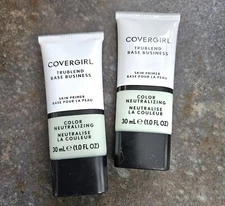 COVERGIRL
TRUBLEND
BASE BUSINESS
SKIN PRIMER
BASE POUR LA PEAU
COLOR
NEUTRALIZING
NEUTRALISE
LA COULEUR
30 mL e (1.0 FL OZ)
COVERGIRL
TRUBLEND
BASE BUSINESS
SKIN PRIMER
BASE POUR LA PEAU
COLOR
NEUTRALIZING
NEUTRALISE
LA COULEUR
30 mL e (1.0 FL OZ)